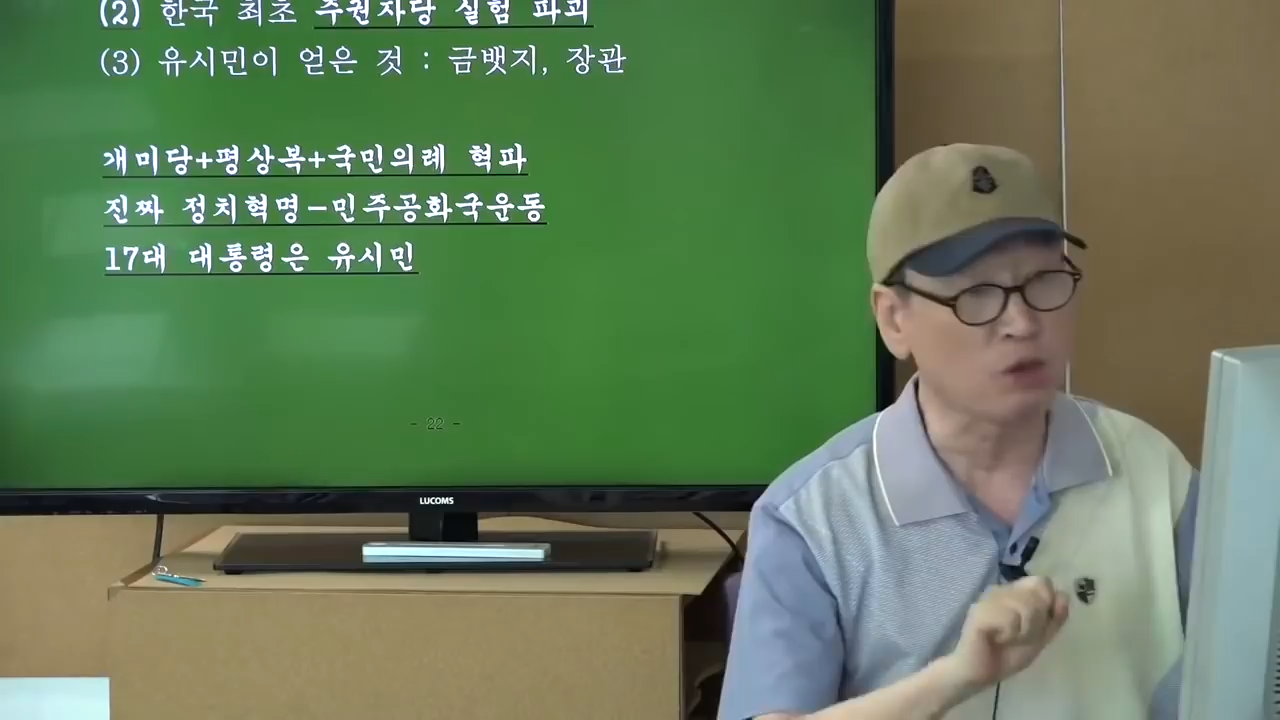 (2) 한국 최초 주권자당 실험 파괴
(3) 유시민이 얻은 것 : 금뱃지, 장관
개미당+평상복+국민의례 혁파
진짜 정치혁명-민주공화국운동
17대 대통령은 유시민
- 22 -
LUCOMS